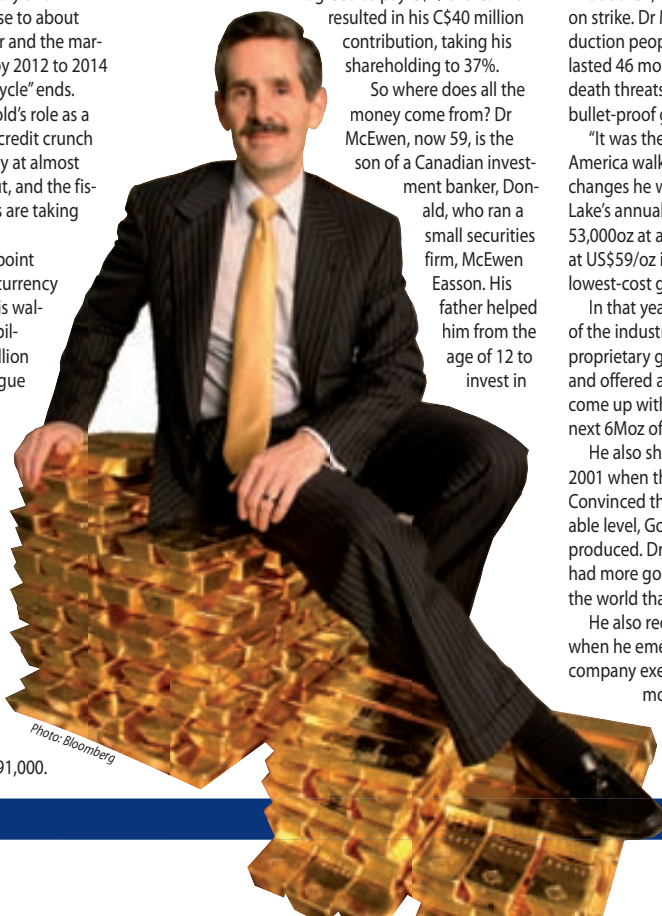 se to about
r and the mar-
by 2012 to 2014
cycle” ends.
old’s role as a
credit crunch
y at almost
ut, and the fis-
s are taking
point
currency
is wal-
bil-
llion
gue
91,000.
Photo: Bloomberg
resulted in his C$40 million
contribution, taking his
shareholding to 37%.
So where does all the
money come from? Dr
McEwen, now 59, is the
son of a Canadian invest-
ment banker, Don-
ald, who ran a
small securities
firm, McEwen
Easson. His
father helped
him from the
age of 12 to
invest in
on strike. Dr M
duction peop
lasted 46 mo
death threats
bullet-proof g
“It was the
America walk
changes he w
Lake’s annual
53,000oz at a
at US$59/oz i
lowest-cost g
In that yea
of the industr
proprietary g
and offered a
come up with
next 6Moz of
He also sh
2001 when th
Convinced th
able level, Go
produced. Dr
had more go
the world tha
He also rec
when he eme
company exe
mo